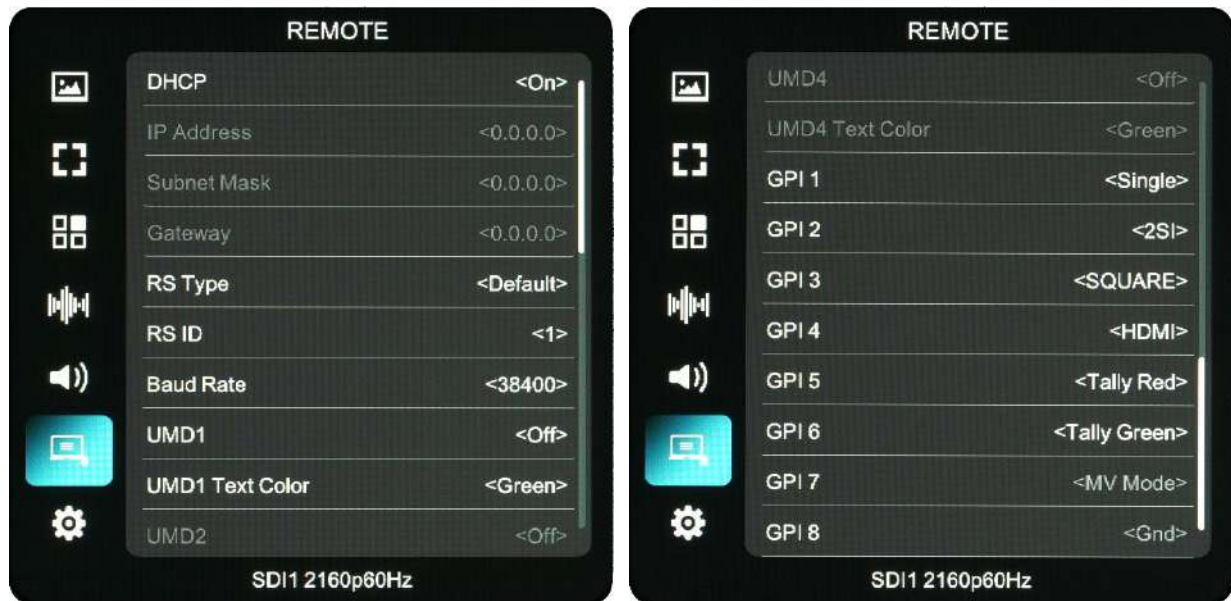 REMOTE
DHCP <On>
IP Address <0.0.0.0>
Subnet Mask <0.0.0.0>
Gateway <0.0.0.0>
RS Type <Default>
RS ID <1>
Baud Rate <38400>
UMD1 <Off>
UMD1 Text Color <Green>
UMD2 <Off>
SDI1 2160p60Hz
REMOTE
UMD4 <Off>
UMD4 Text Color <Green>
GPI 1 <Single>
GPI 2 <2SI>
GPI 3 <SQUARE>
GPI 4 <HDMI>
GPI 5 <Tally Red>
GPI 6 <Tally Green>
GPI 7 <MV Mode>
GPI 8 <Gnd>
SDI1 2160p60Hz